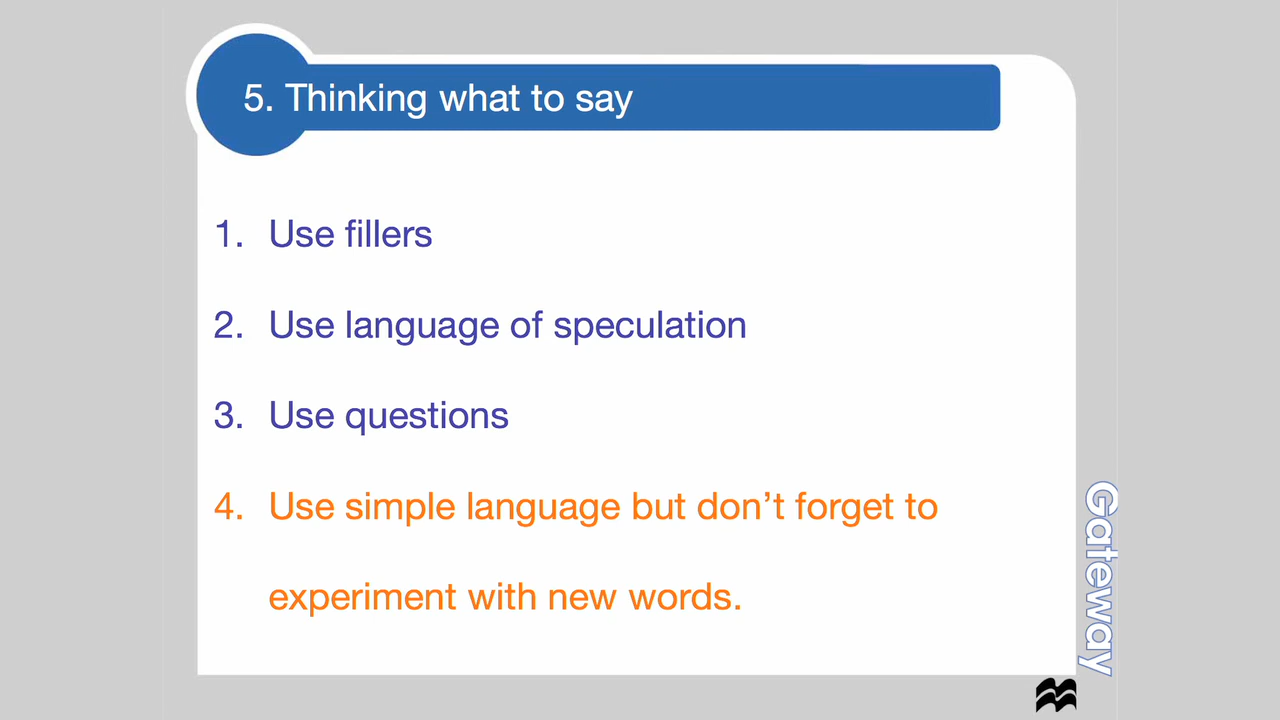 5. Thinking what to say
1. Use fillers
2. Use language of speculation
3. Use questions
4. Use simple language but don’t forget to
experiment with new words.
Gateway